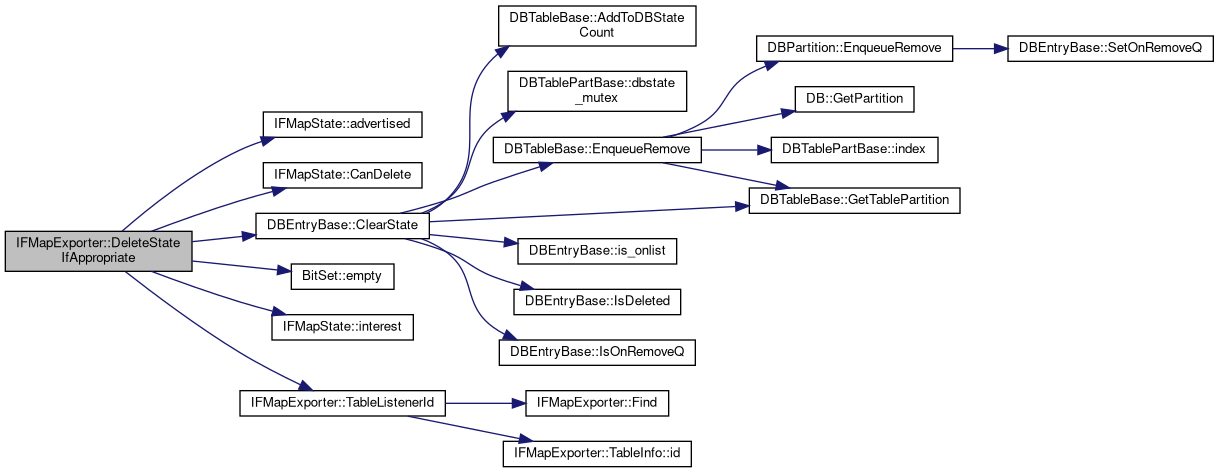 DBTableBase::AddToDBState
Count
DBPartition::EnqueueRemove
DBEntryBase::SetOnRemoveQ
DBTablePartBase::dbstate
_mutex
DB::GetPartition
IFMapState::advertised
DBTableBase::EnqueueRemove
DBTablePartBase::index
IFMapState::CanDelete
DBTableBase::GetTablePartition
DBEntryBase::ClearState
IFMapExporter::DeleteState
IfAppropriate
DBEntryBase::is_onlist
BitSet::empty
DBEntryBase::IsDeleted
IFMapState::interest
DBEntryBase::IsOnRemoveQ
IFMapExporter::TableListenerId
IFMapExporter::Find
IFMapExporter::TableInfo::id